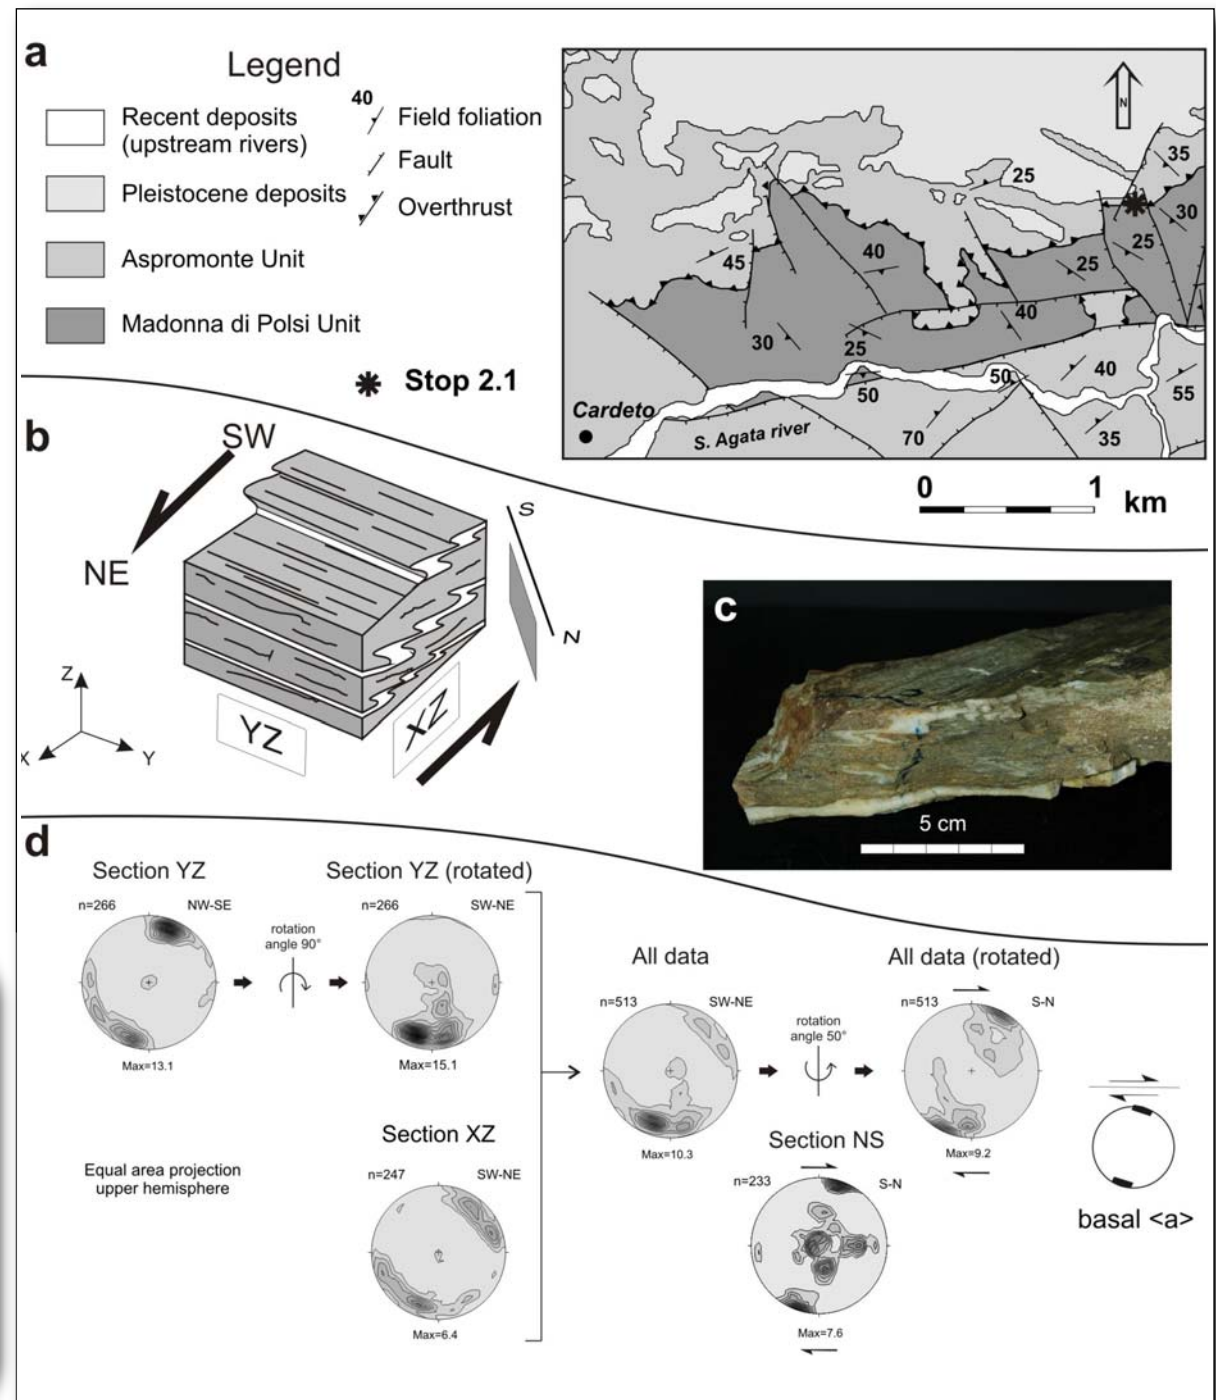 a
Legend
Recent deposits
(upstream rivers)
Pleistocene deposits
Aspromonte Unit
Madonna di Polsi Unit
40
Field foliation
Fault
Overthrust
Stop 2.1
N
35
25
30
25
45
40
25
40
30
25
50
40
50
55
70
35
Cardeto
S. Agata river
0
1
km
b
SW
NE
S
N
Z
X
Y
YZ
XZ
c
5 cm
d
Section YZ
n=266
NW-SE
Max=13.1
rotation
angle 90°
Section YZ (rotated)
n=266
SW-NE
Max=15.1
Section XZ
n=247
SW-NE
Max=6.4
Equal area projection
upper hemisphere
All data
n=513
SW-NE
Max=10.3
rotation
angle 50°
All data (rotated)
n=513
S-N
Max=9.2
Section NS
n=233
S-N
Max=7.6
basal <a>